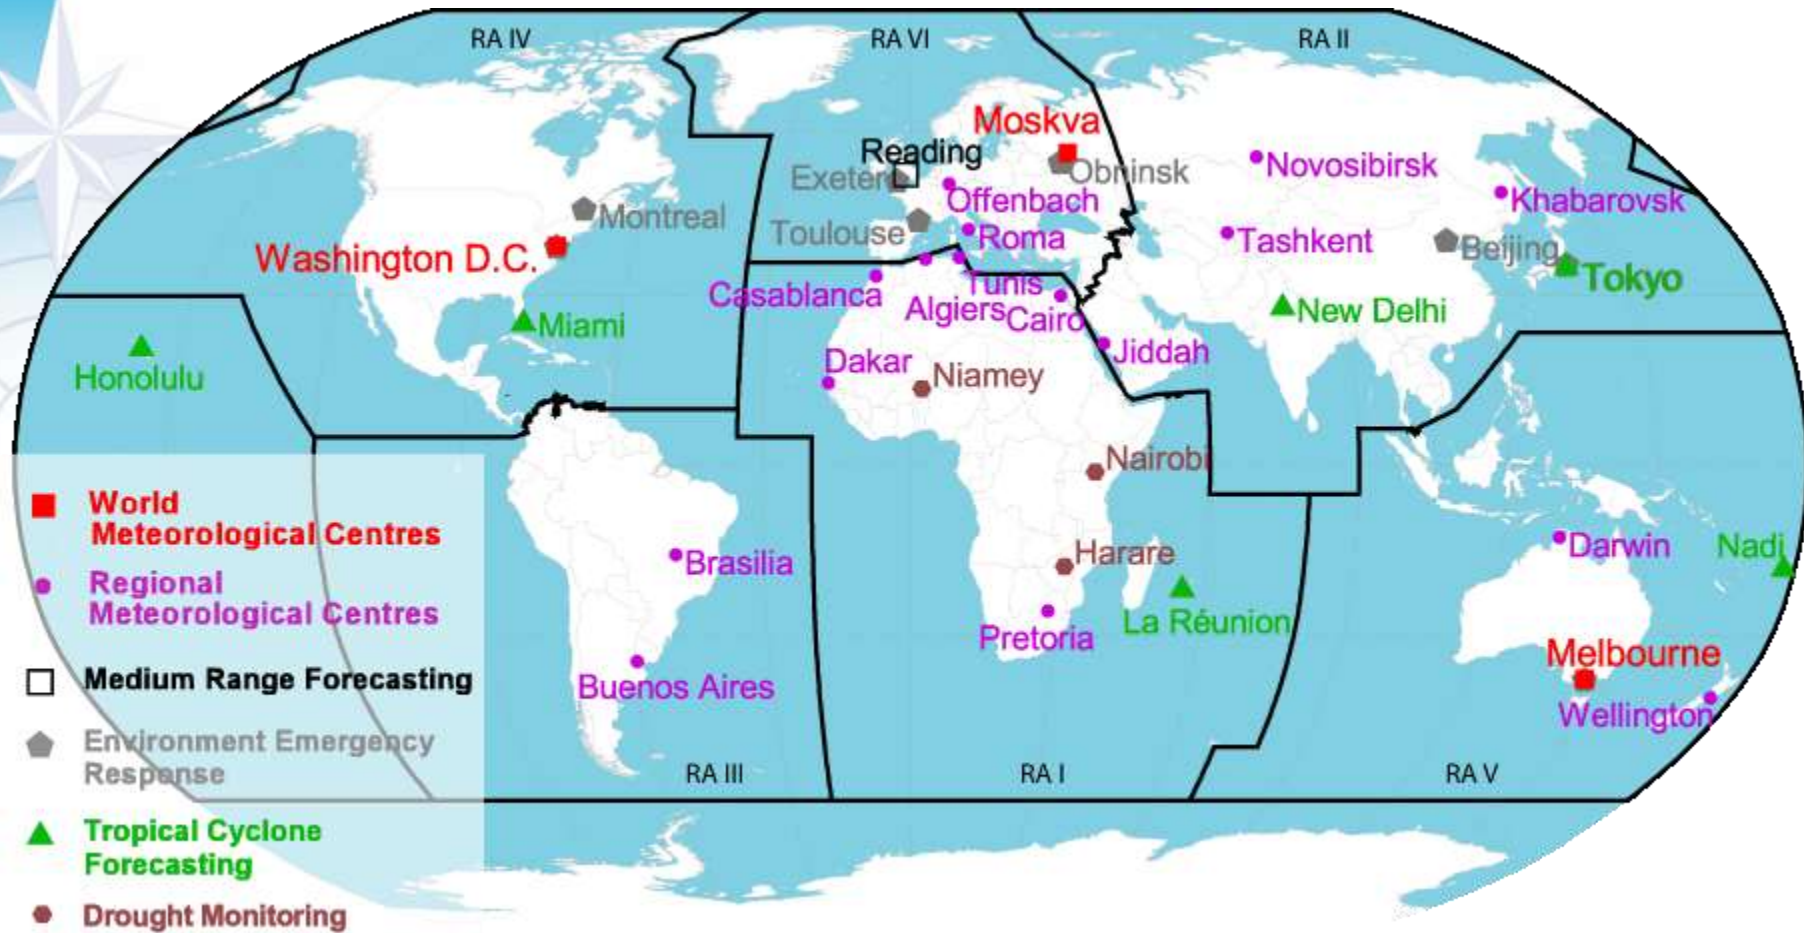 RA IV
RA VI
RA II
Moskva
Reading
Exeter
Obninsk
Novosibirsk
Offenbach
Khabarovsk
Montreal
Toulouse
Roma
Tashkent
Beijing
Washington D.C.
Tokyo
Casablanca
Tunis
Algiers
Cairo
New Delhi
Miami
Jiddah
Honolulu
Dakar
Niamey
Nairobi
World
Meteorological Centres
Harare
Darwin
Nadi
Brasilia
Regional
Meteorological Centres
La Réunion
Pretoria
Melbourne
Medium Range Forecasting
Buenos Aires
Wellington
Environment Emergency
Response
RA III
RA I
RA V
Tropical Cyclone
Forecasting
Drought Monitoring